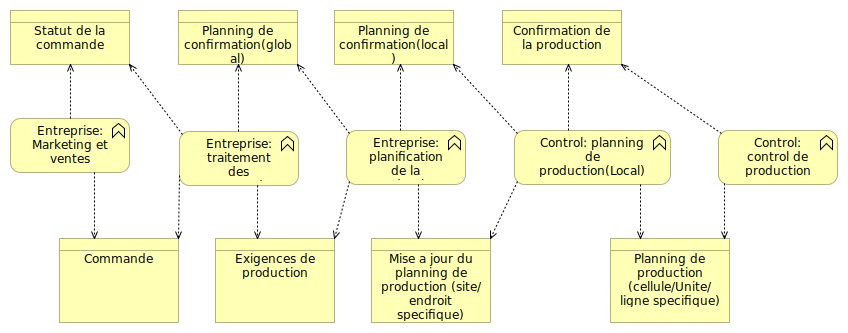 Statut de la
commande
Planning de
confirmation(glob
al)
Planning de
confirmation(local
)
Confirmation de
la production
Entreprise:
Marketing et
ventes
Entreprise:
traitement
des
Entreprise:
planification
de la
Control: planning
de
production(Local)
Control:
control de
production
Commande
Exigences de
production
Mise a jour du
planning de
production (site/
endroit
specifique)
Planning de
production
(cellule/Unite/
ligne specifique)